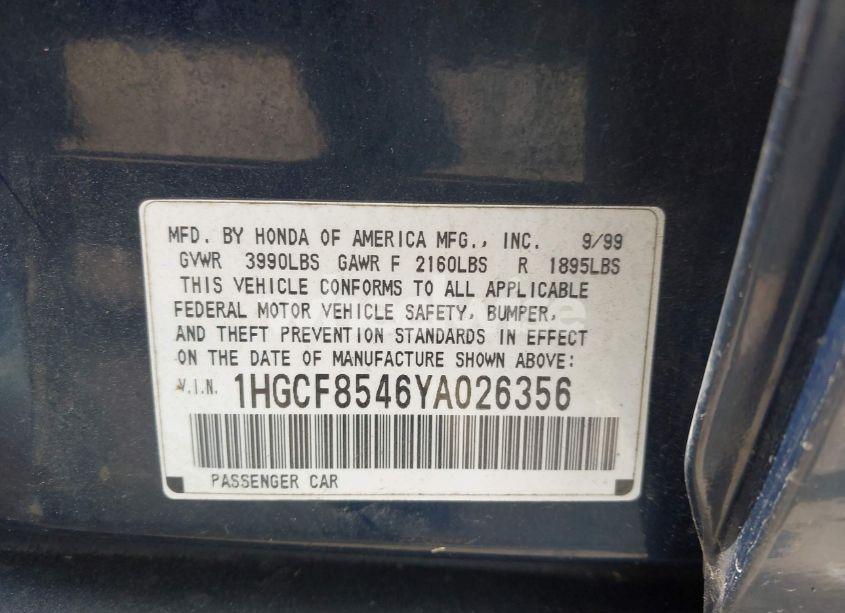 MFD. BY HONDA OF AMERICA MFG., INC. 9/99
GVWR 3990LBS GAWR F 2160LBS R 1895LBS
THIS VEHICLE CONFORMS TO ALL APPLICABLE
FEDERAL MOTOR VEHICLE SAFETY, BUMPER,
AND THEFT PREVENTION STANDARDS IN EFFECT
ON THE DATE OF MANUFACTURE SHOWN ABOVE:
V.I.N. 1HGCF8546YA026356
PASSENGER CAR